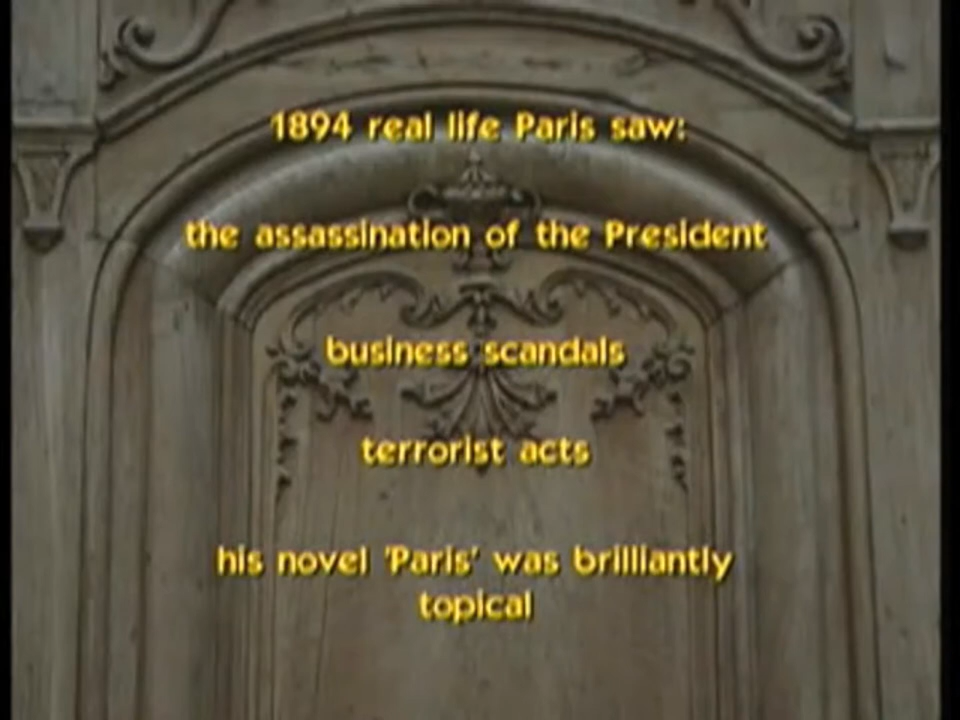 1894 real life Paris saw:
the assassination of the President
business scandals
terrorist acts
his novel 'Paris' was brilliantly
topical